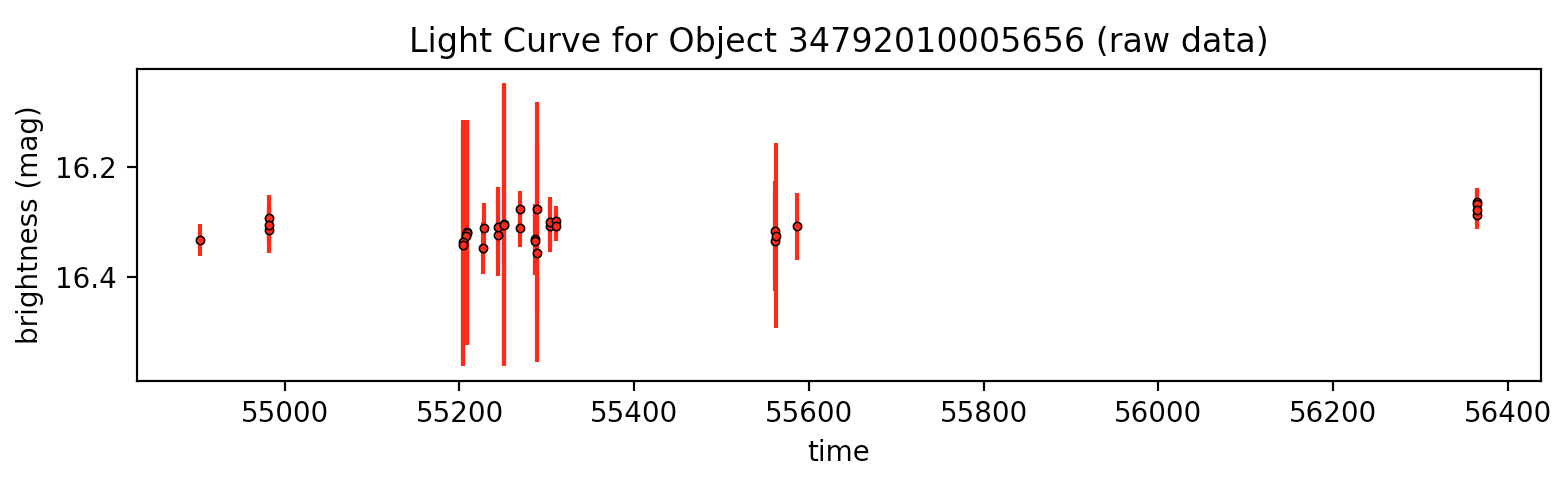 Light Curve for Object 34792010005656 (raw data)
brightness (mag)
16.2
16.4
55000 55200 55400 55600 55800 56000 56200 56400
time